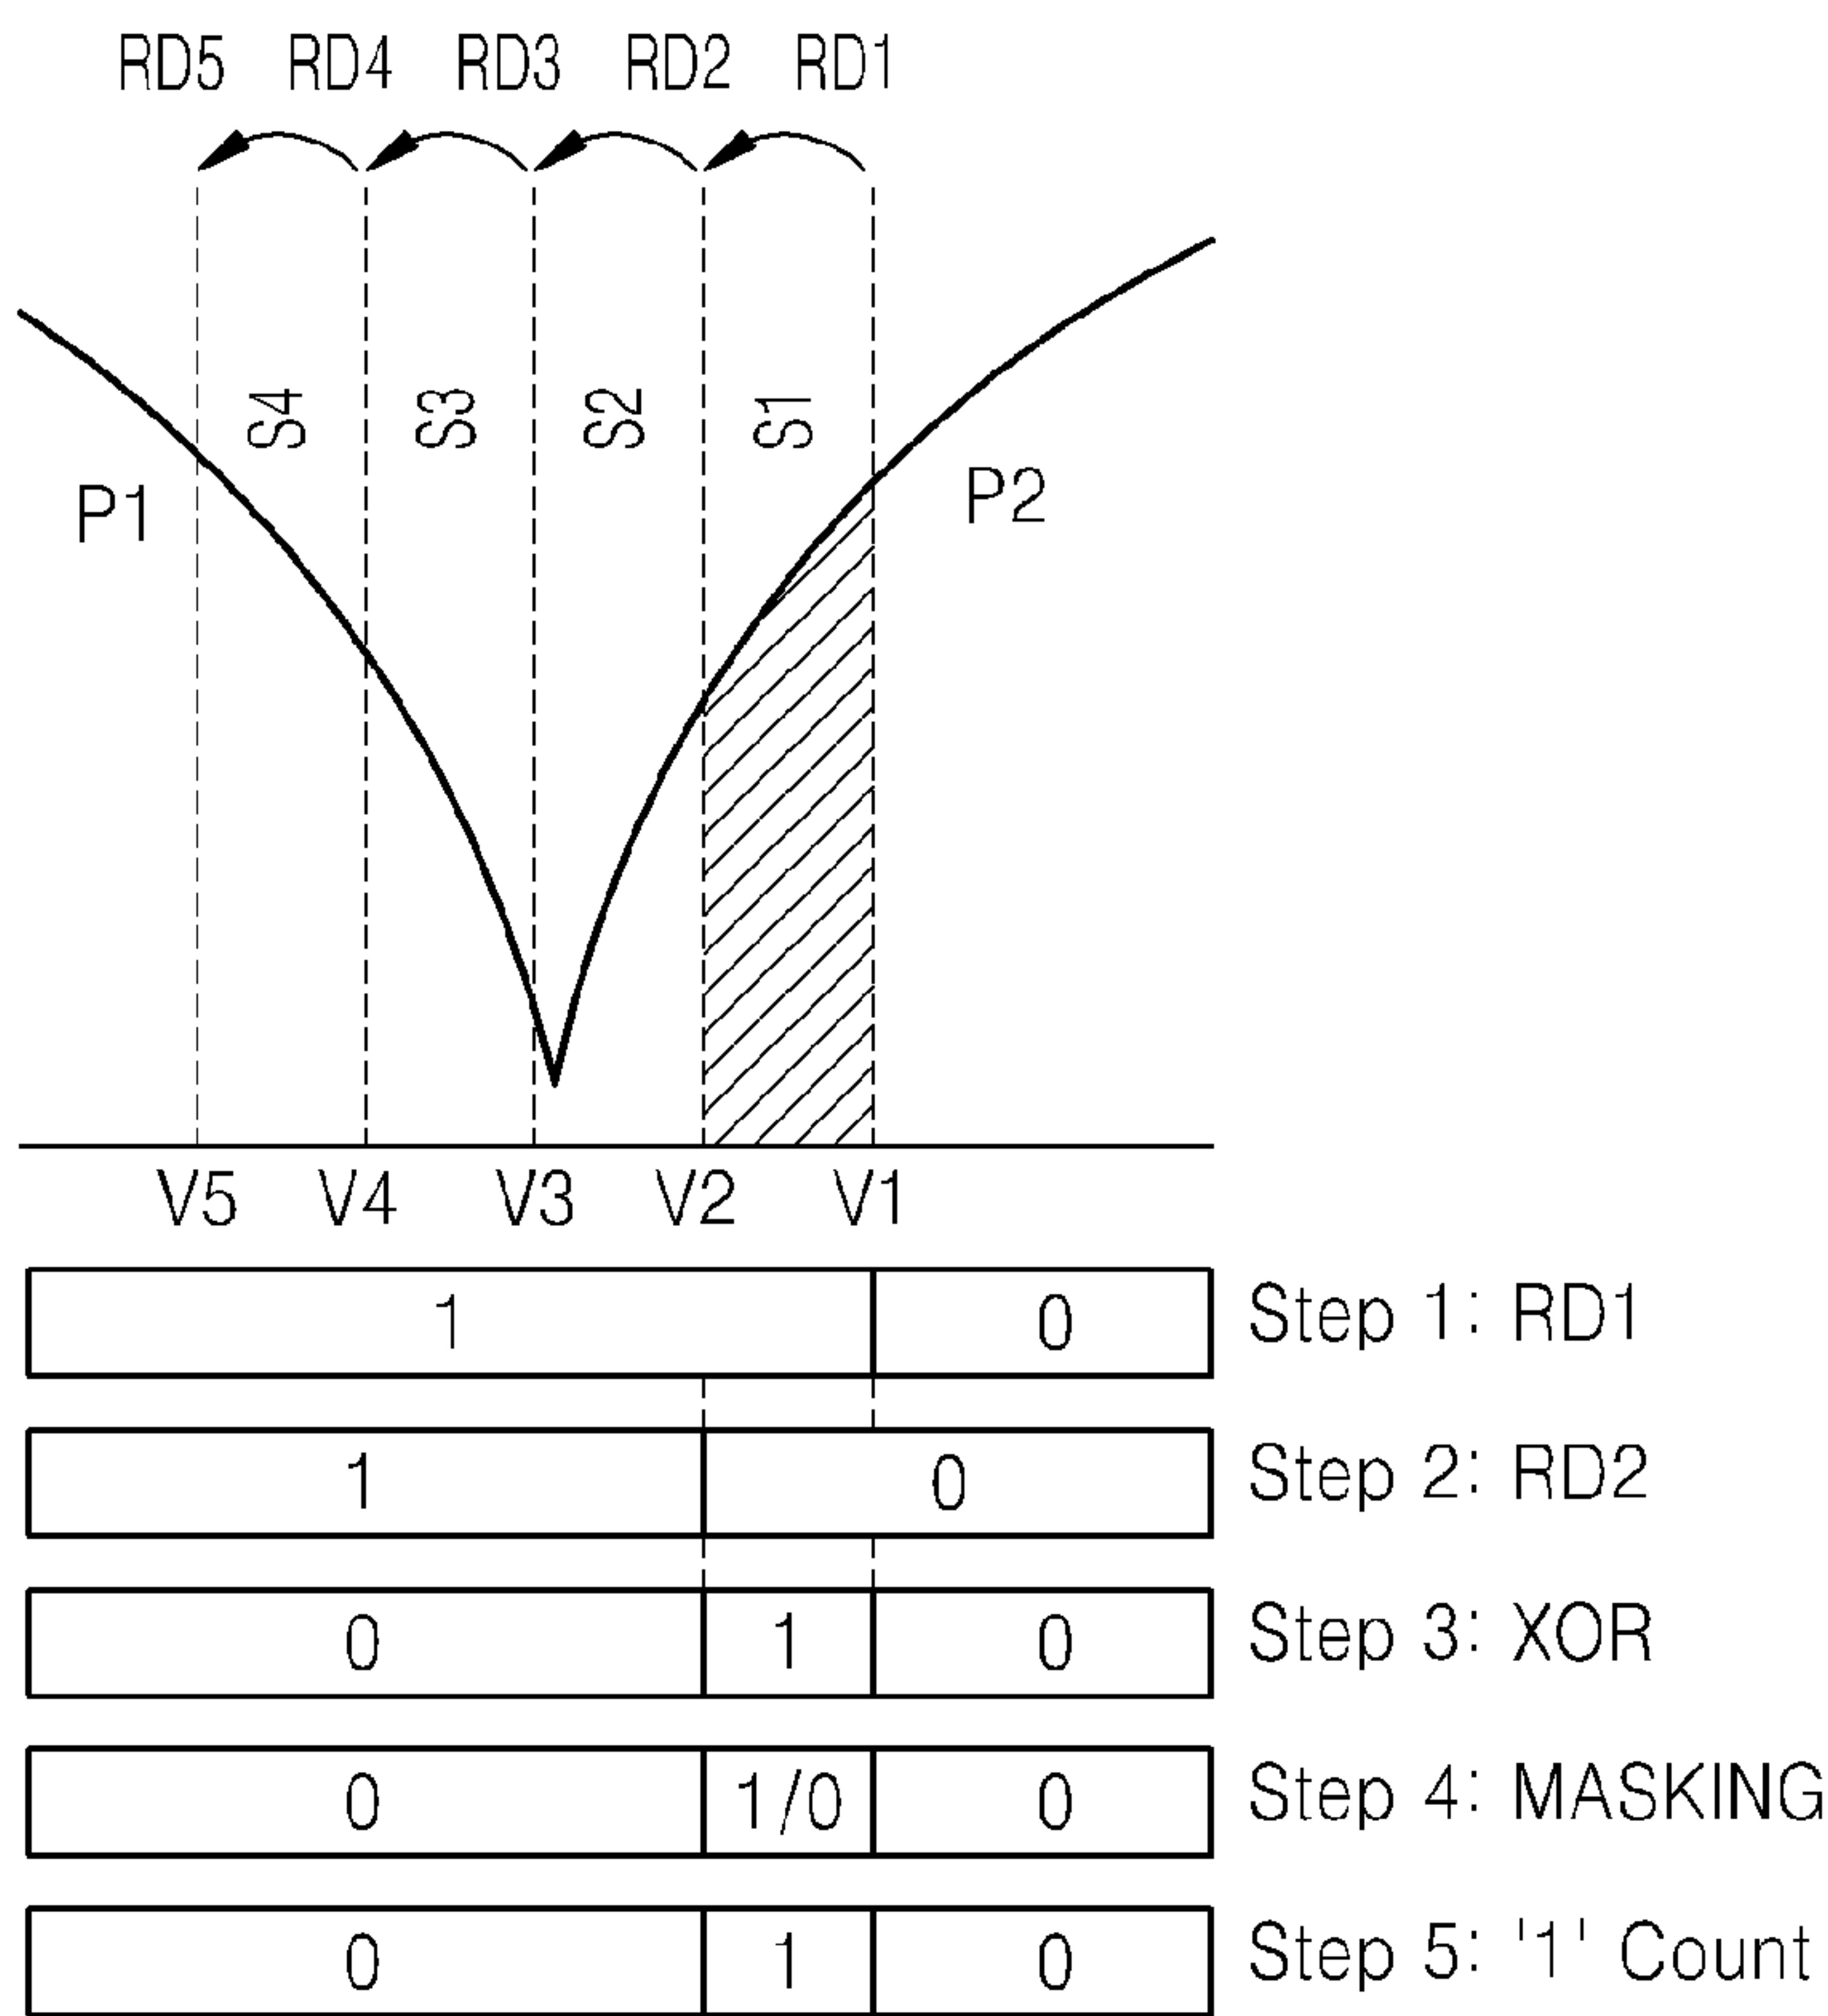 RD5 RD4 RD3 RD2 RD1
S4 S3 S2 S1
P1 P2
V5 V4 V3 V2 V1
1 0 Step 1: RD1
1 0 Step 2: RD2
0 1 0 Step 3: XOR
0 1/0 0 Step 4: MASKING
0 1 0 Step 5: '1' Count